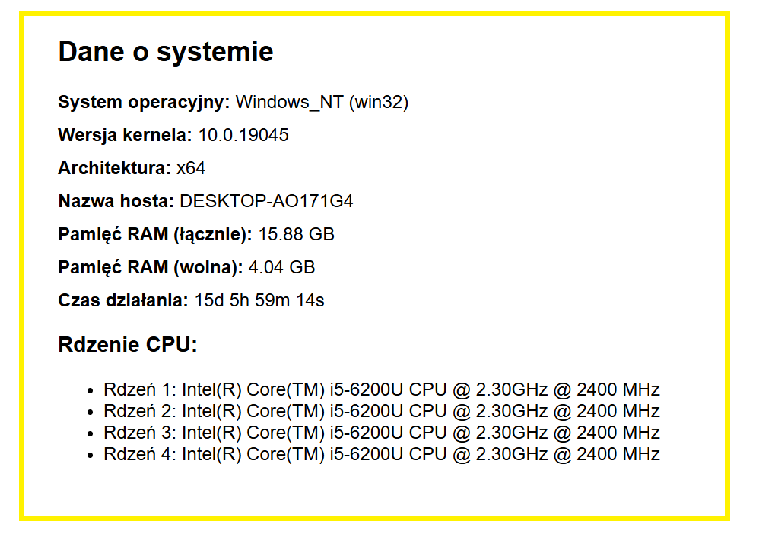 Dane o systemie
System operacyjny: Windows_NT (win32)
Wersja kernela: 10.0.19045
Architektura: x64
Nazwa hosta: DESKTOP-AO171G4
Pamięć RAM (łącznie): 15.88 GB
Pamięć RAM (wolna): 4.04 GB
Czas działania: 15d 5h 59m 14s
Rdzenie CPU:
• Rdzeń 1: Intel(R) Core(TM) i5-6200U CPU @ 2.30GHz @ 2400 MHz
• Rdzeń 2: Intel(R) Core(TM) i5-6200U CPU @ 2.30GHz @ 2400 MHz
• Rdzeń 3: Intel(R) Core(TM) i5-6200U CPU @ 2.30GHz @ 2400 MHz
• Rdzeń 4: Intel(R) Core(TM) i5-6200U CPU @ 2.30GHz @ 2400 MHz